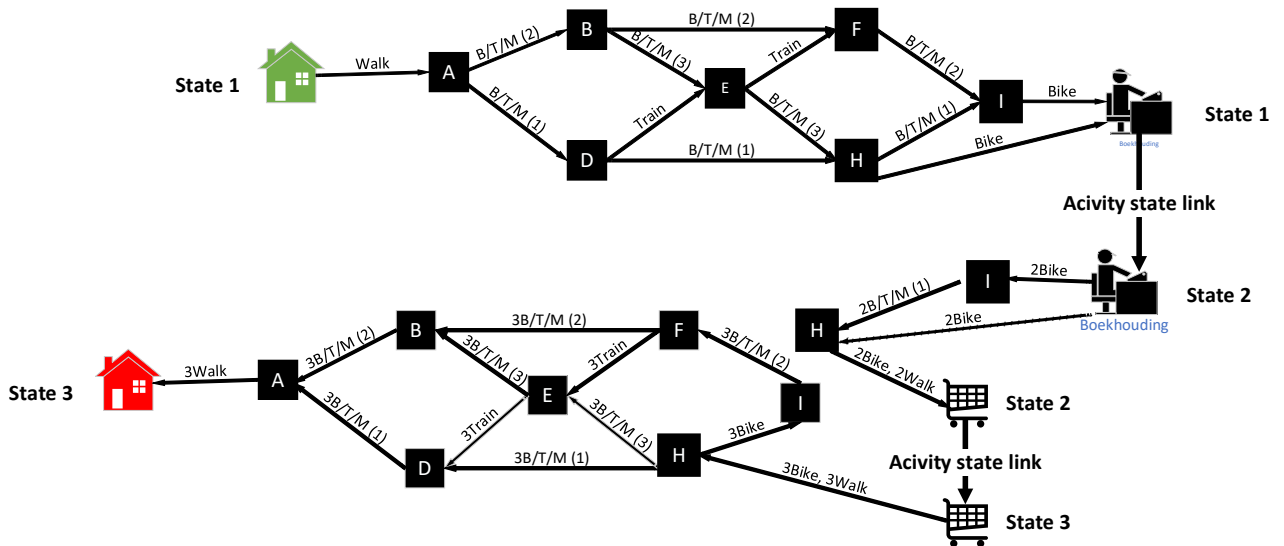 B
B/T/M (2)
F
B/T/M (2)
B/T/M (3)
Train
B/T/M (2)
State 1
Walk
A
E
I
Bike
State 1
B/T/M (1)
Train
B/T/M (3)
B/T/M (1)
Bike
Boekhouding
D
B/T/M (1)
H
Acivity state link
I
2Bike
State 2
2B/T/M (1)
2Bike
Boekhouding
H
B
3B/T/M (2)
F
3B/T/M (2)
3B/T/M (3)
3Train
3B/T/M (2)
2Bike, 2Walk
State 3
3Walk
A
E
I
State 2
3B/T/M (1)
3Train
3B/T/M (3)
3Bike
D
3B/T/M (1)
H
Acivity state link
3Bike, 3Walk
State 3